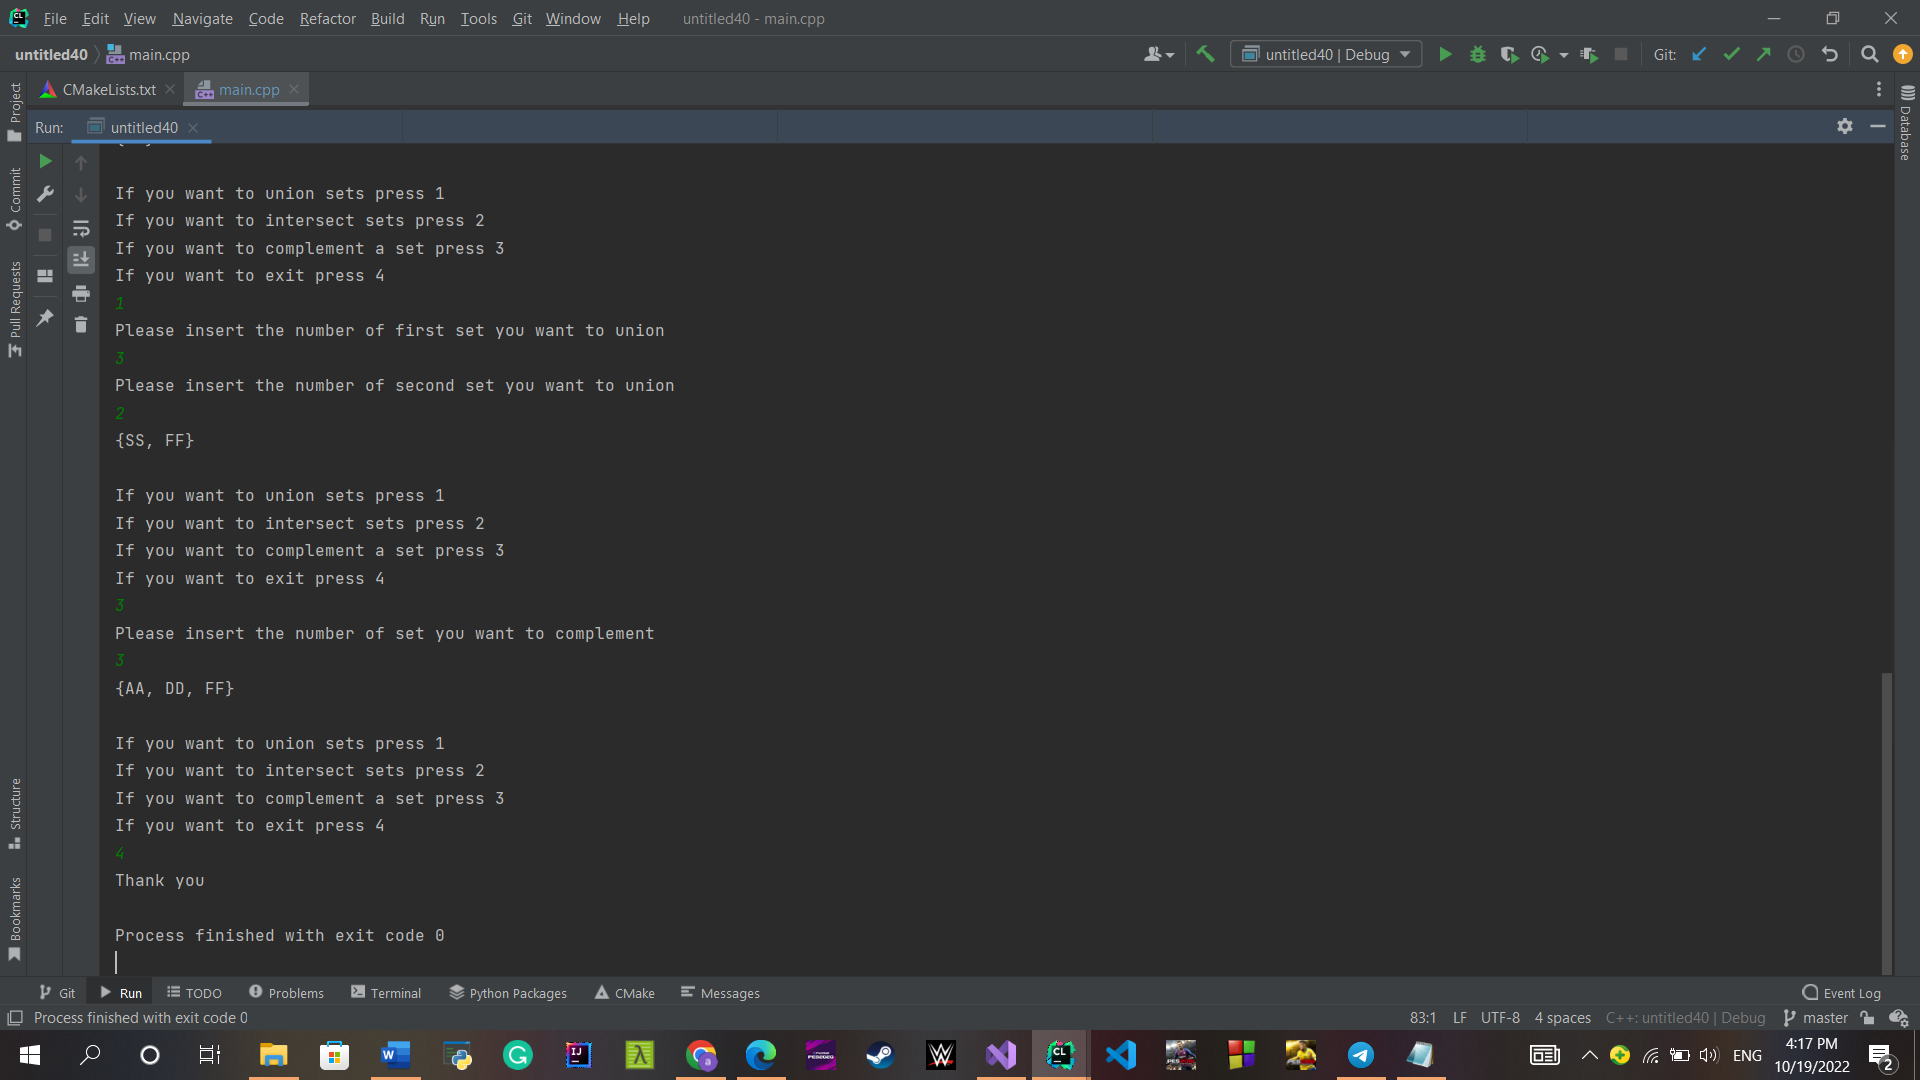 File Edit View Navigate Code Refactor Build Run Tools Git Window Help untitled40 - main.cpp
untitled40 main.cpp untitled40 | Debug Git:
CMakeLists.txt main.cpp
Run: untitled40
Project
Commit
Pull Requests
Structure
Bookmarks
Database
If you want to union sets press 1
If you want to intersect sets press 2
If you want to complement a set press 3
If you want to exit press 4
1
Please insert the number of first set you want to union
3
Please insert the number of second set you want to union
2
{SS, FF}
If you want to union sets press 1
If you want to intersect sets press 2
If you want to complement a set press 3
If you want to exit press 4
3
Please insert the number of set you want to complement
3
{AA, DD, FF}
If you want to union sets press 1
If you want to intersect sets press 2
If you want to complement a set press 3
If you want to exit press 4
4
Thank you
Process finished with exit code 0
Git Run TODO Problems Terminal Python Packages CMake Messages Event Log
Process finished with exit code 0 83:1 LF UTF-8 4 spaces C++: untitled40 | Debug master
ENG 4:17 PM
10/19/2022 2